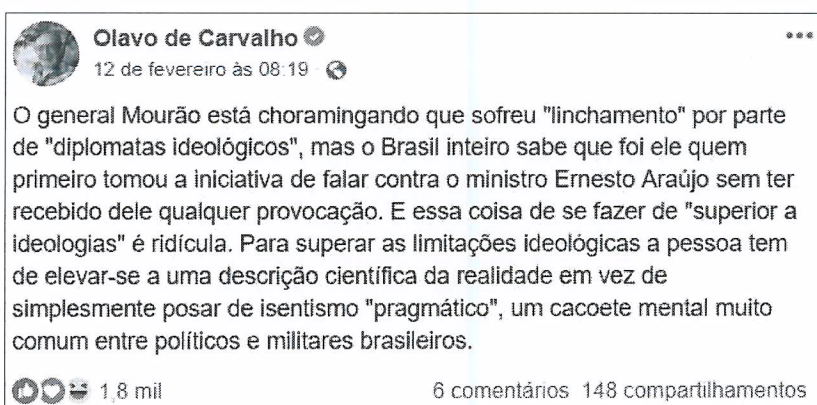 Olavo de Carvalho
12 de fevereiro às 08:19
O general Mourão está choramingando que sofreu "linchamento" por parte
de "diplomatas ideológicos", mas o Brasil inteiro sabe que foi ele quem
primeiro tomou a iniciativa de falar contra o ministro Ernesto Araújo sem ter
recebido dele qualquer provocação. E essa coisa de se fazer de "superior a
ideologias" é ridícula. Para superar as limitações ideológicas a pessoa tem
de elevar-se a uma descrição científica da realidade em vez de
simplesmente posar de isentismo "pragmático", um cacoete mental muito
comum entre políticos e militares brasileiros.
1,8 mil 6 comentários 148 compartilhamentos